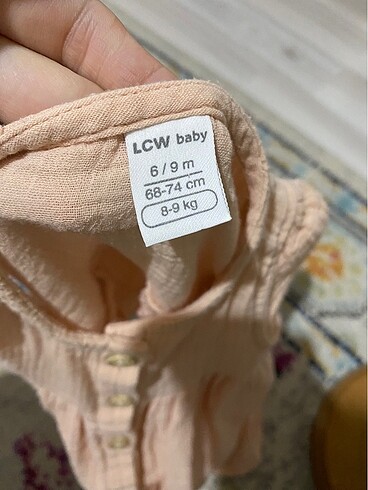 LCW baby
6 / 9 m
68-74 cm
8-9 kg